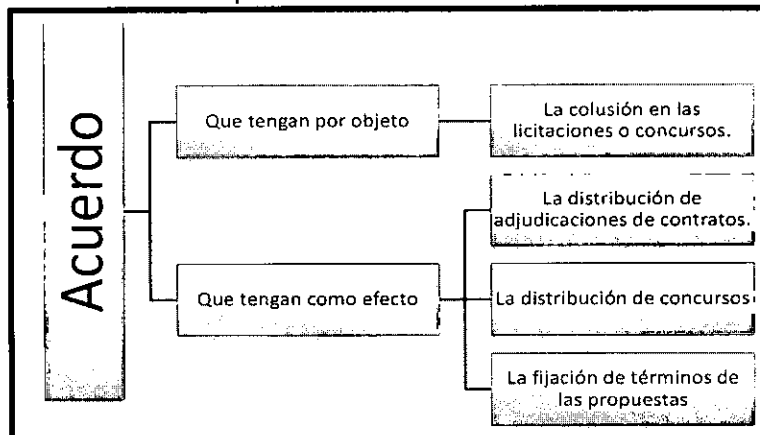 Acuerdo
Que tengan por objeto
La colusión en las
licitaciones o concursos.
Que tengan como efecto
La distribución de
adjudicaciones de contratos.
La distribución de concursos
La fijación de términos de
las propuestas